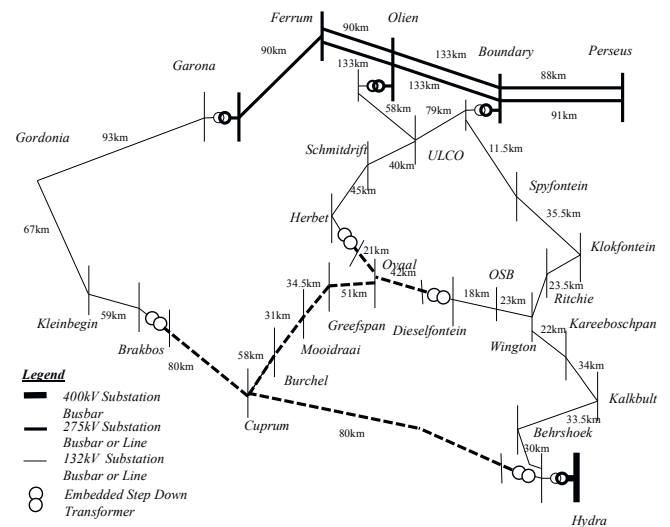 Ferrum
Olien
90km
90km
133km
Boundary
Perseus
Garona
133km
133km
88km
91km
58km
79km
93km
Gordonia
Schmitdrift
ULCO
11.5km
40km
45km
Spyfontein
Herbet
35.5km
67km
21km
Klokfontein
Ovaal
42km
OSB
34.5km
51km
18km
23km
23.5km
Ritchie
Kleinbegin
59km
31km
Greefspan
Dieselfontein
Wington
22km
Kareeboschpan
Brakbos
Mooidraai
80km
58km
34km
Burchel
Kalkbult
33.5km
Cuprum
80km
Behrshoek
30km
Hydra
Legend
400kV Substation
Busbar
275kV Substation
Busbar or Line
132kV Substation
Busbar or Line
Embedded Step Down
Transformer